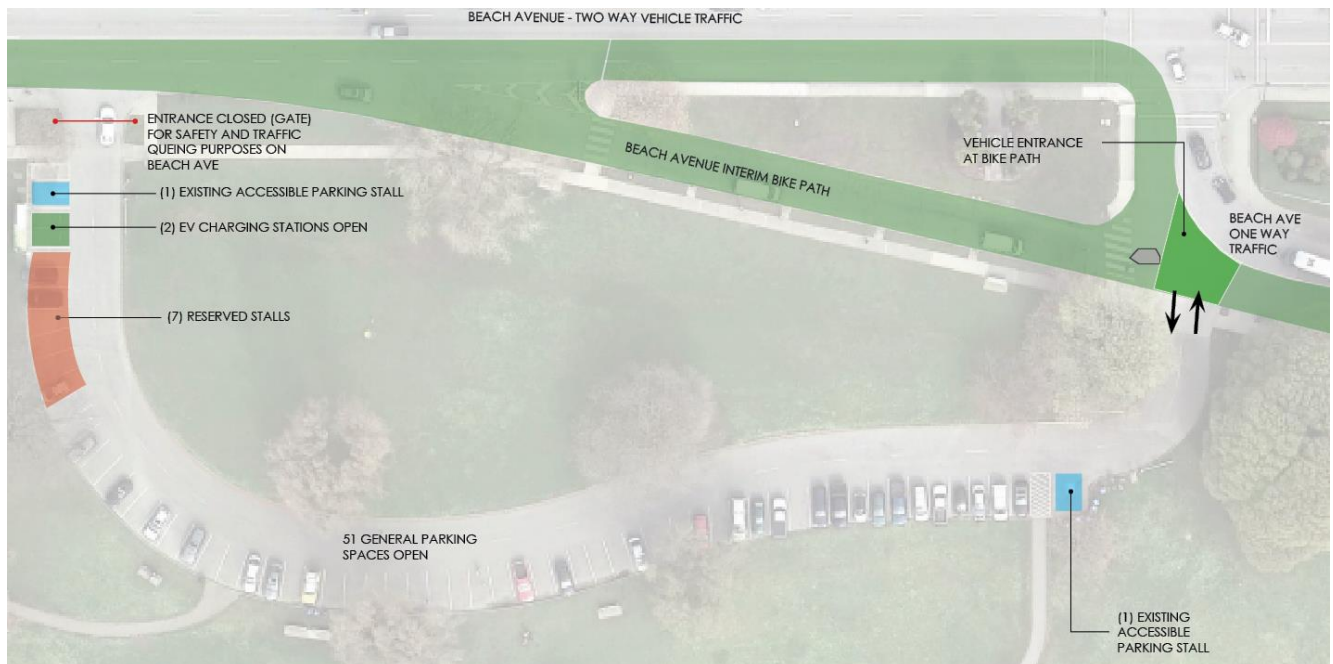 BEACH AVENUE - TWO WAY VEHICLE TRAFFIC
ENTRANCE CLOSED (GATE)
FOR SAFETY AND TRAFFIC
QUEING PURPOSES ON
BEACH AVE
BEACH AVENUE INTERIM BIKE PATH
VEHICLE ENTRANCE
AT BIKE PATH
(1) EXISTING ACCESSIBLE PARKING STALL
(2) EV CHARGING STATIONS OPEN
BEACH AVE
ONE WAY
TRAFFIC
(7) RESERVED STALLS
51 GENERAL PARKING
SPACES OPEN
(1) EXISTING
ACCESSIBLE
PARKING STALL